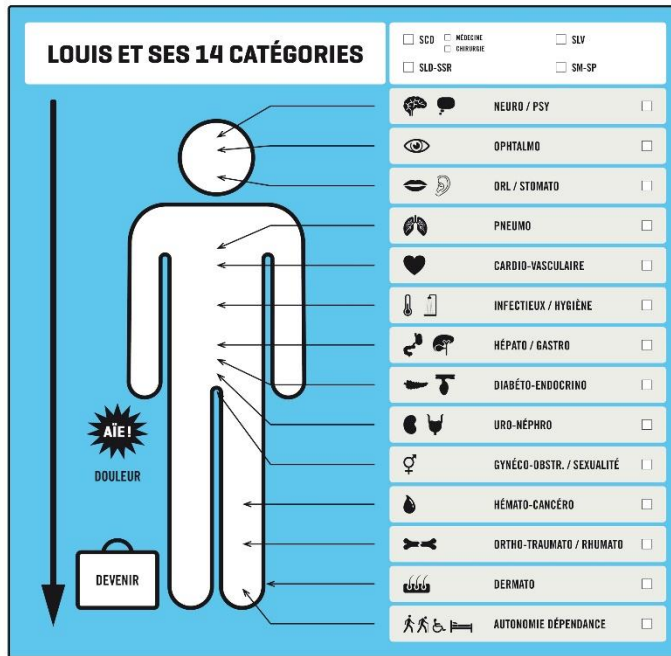 LOUIS ET SES 14 CATÉGORIES
SCD
MÉDECINE
CHIRURGIE
SLV
SLD-SSR
SM-SP
NEURO / PSY
OPHTALMO
ORL / STOMATO
PNEUMO
CARDIO-VASCULAIRE
INFECTIEUX / HYGIÈNE
HÉPATO / GASTRO
DIABÉTO-ENDOCRINO
URO-NÉPHRO
GYNÉCO-OBSTR. / SEXUALITÉ
HÉMATO-CANCÉRO
ORTHO-TRAUMATO / RHUMATO
DERMATO
AUTONOMIE DÉPENDANCE
AÏE !
DOULEUR
DEVENIR